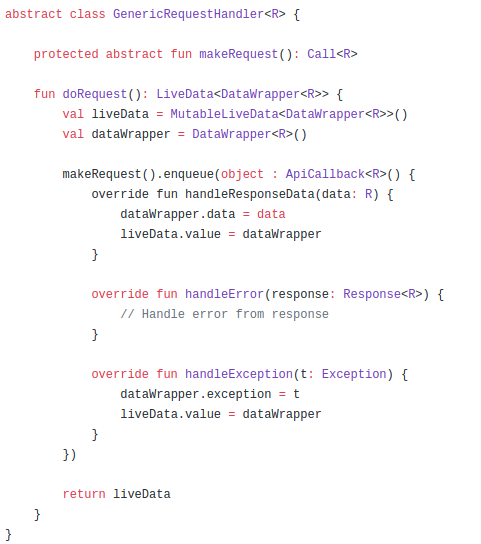 abstract class GenericRequestHandler<R> {
    protected abstract fun makeRequest(): Call<R>
    fun doRequest(): LiveData<DataWrapper<R>> {
        val liveData = MutableLiveData<DataWrapper<R>>()
        val dataWrapper = DataWrapper<R>()
        makeRequest().enqueue(object : ApiCallback<R>() {
            override fun handleResponseData(data: R) {
                dataWrapper.data = data
                liveData.value = dataWrapper
            }
            override fun handleError(response: Response<R>) {
                // Handle error from response
            }
            override fun handleException(t: Exception) {
                dataWrapper.exception = t
                liveData.value = dataWrapper
            }
        })
        return liveData
    }
}